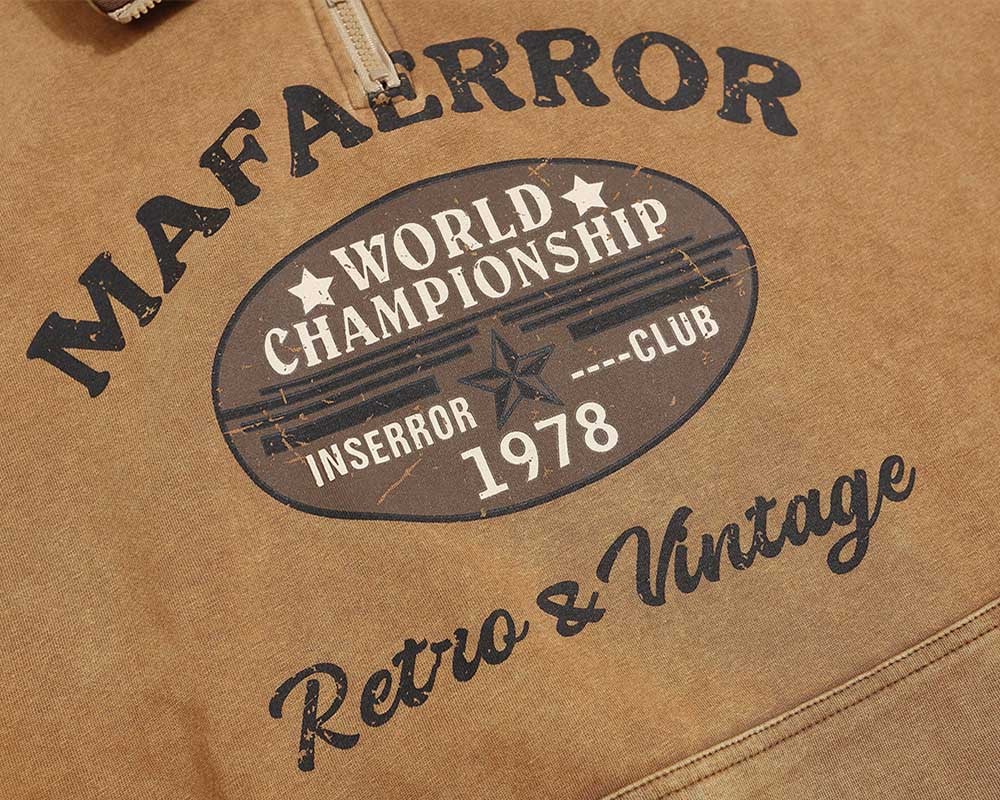 MAFAERROR
WORLD
CHAMPIONSHIP
INSERROR ----CLUB
1978
Retro & Vintage